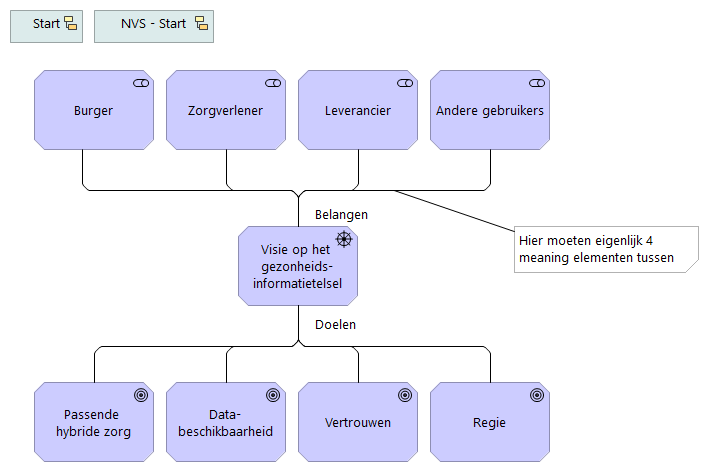 Start
NVS - Start
Burger
Zorgverlener
Leverancier
Andere gebruikers
Belangen
Visie op het
gezonheids-
informatietelsel
Hier moeten eigenlijk 4
meaning elementen tussen
Doelen
Passende
hybride zorg
Data-
beschikbaarheid
Vertrouwen
Regie